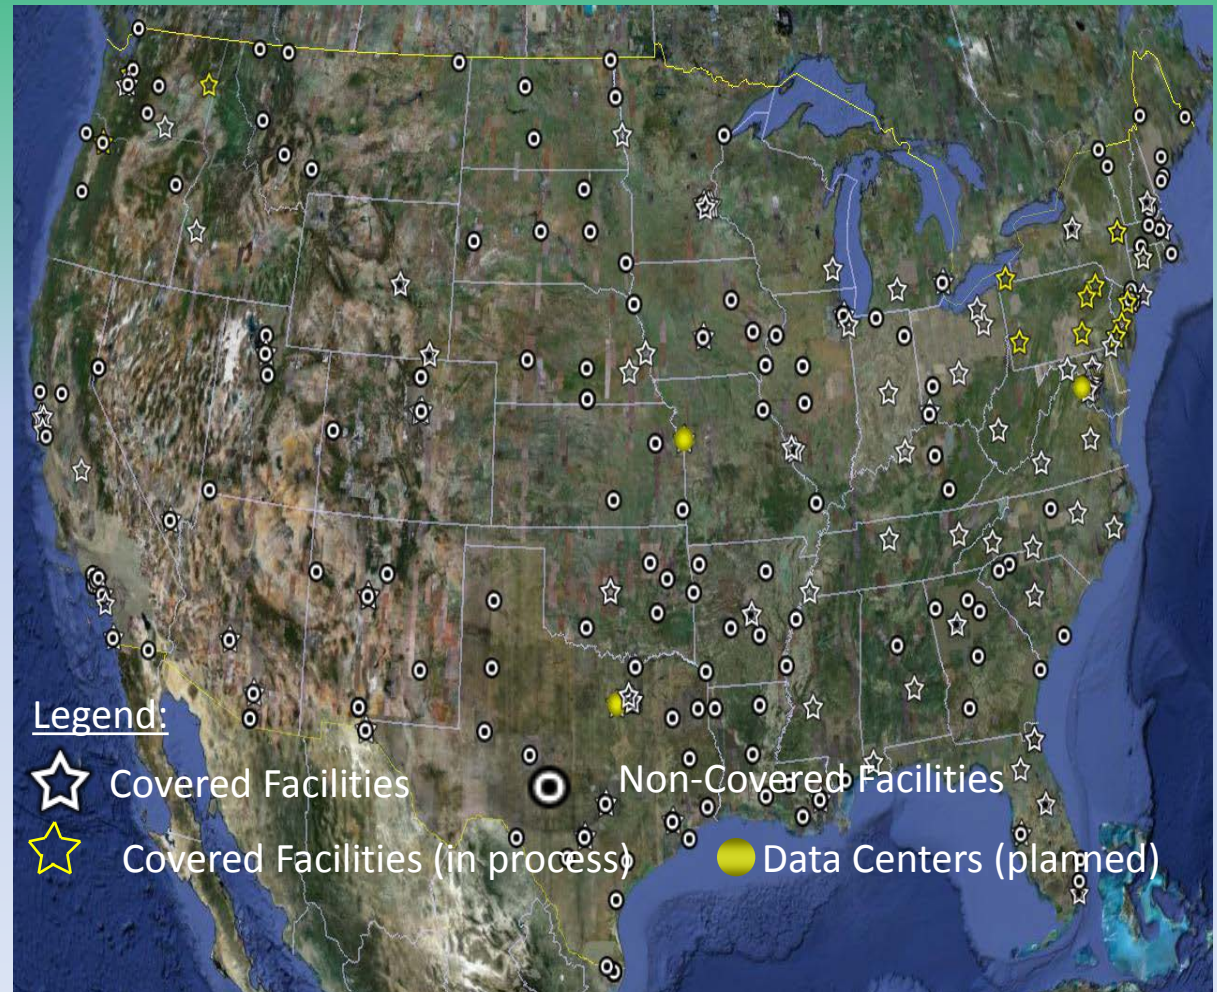 Legend:
Covered Facilities
Non-Covered Facilities
Covered Facilities (in process)
Data Centers (planned)